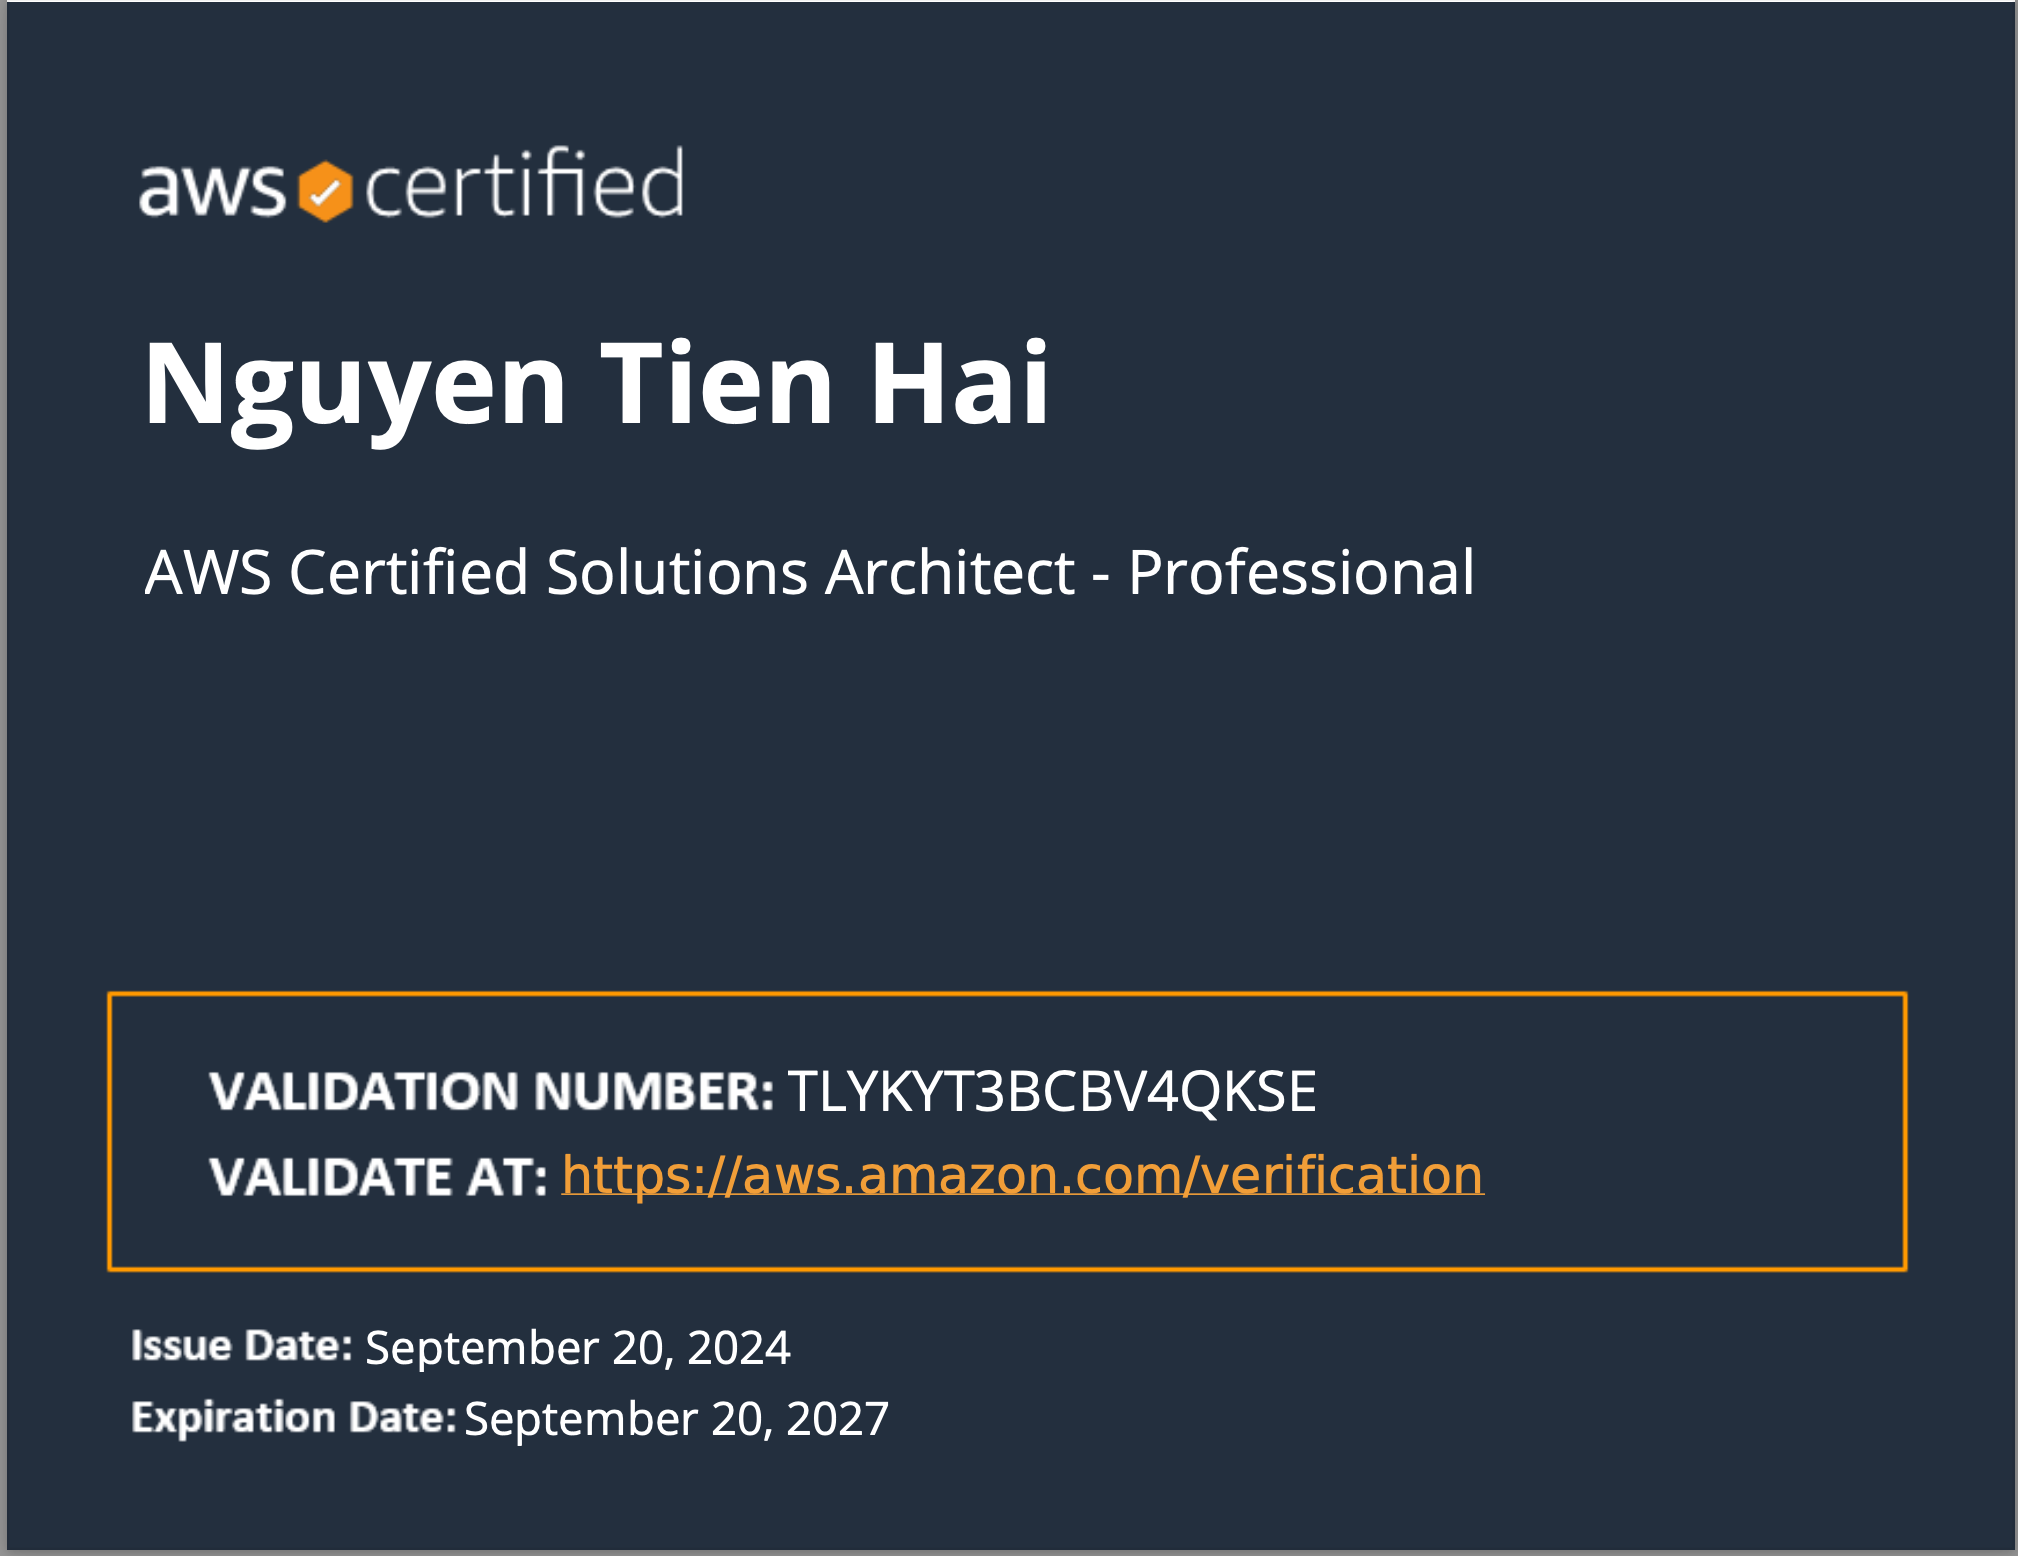 aws certified
Nguyen Tien Hai
AWS Certified Solutions Architect - Professional
VALIDATION NUMBER: TLYKYT3BCBV4QKSE
VALIDATE AT: https://aws.amazon.com/verification
Issue Date: September 20, 2024
Expiration Date: September 20, 2027